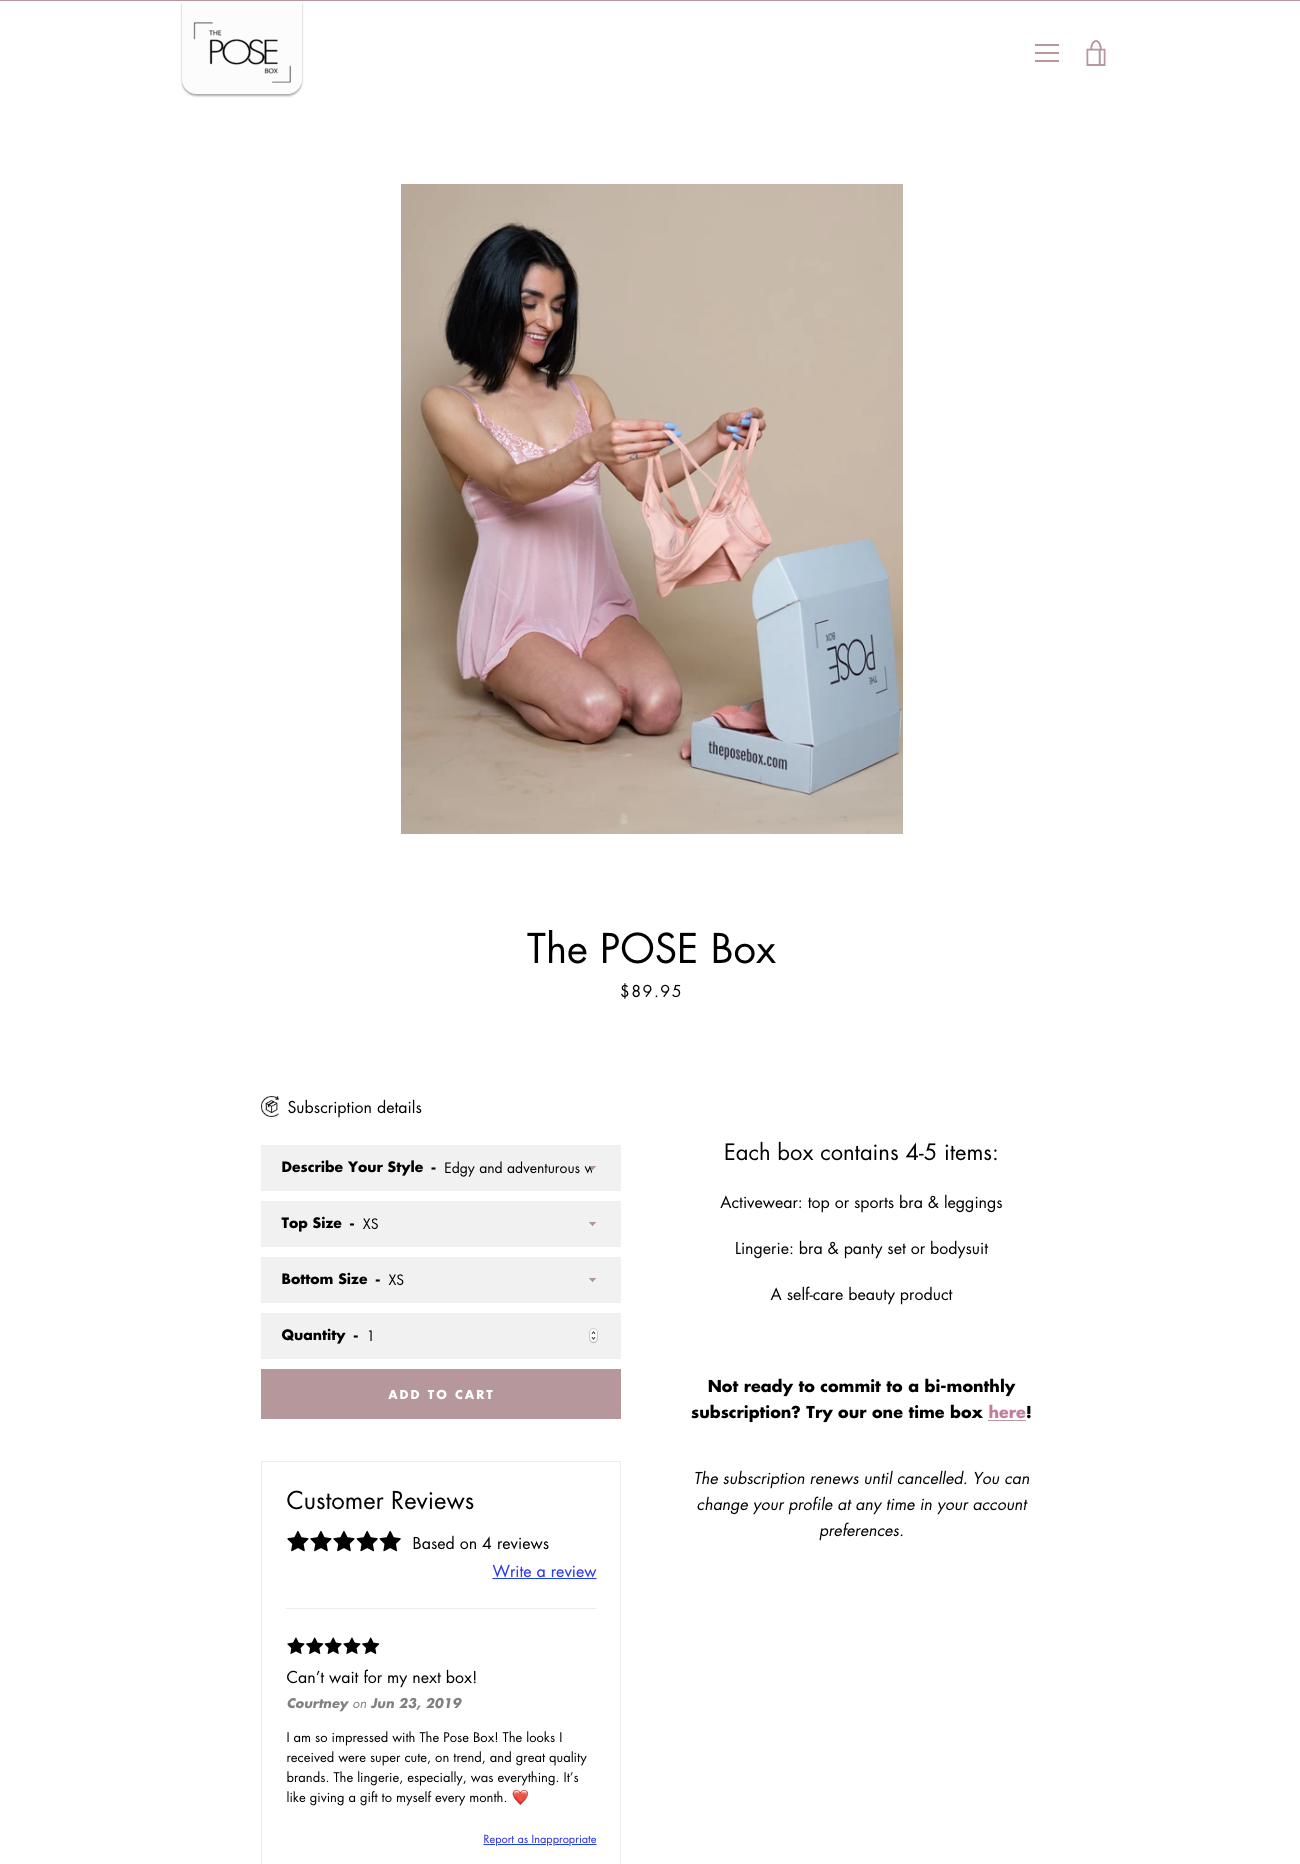 THE
POSE
BOX
THE
POSE
BOX
theposebox.com
The POSE Box
$89.95
Subscription details
Describe Your Style - Edgy and adventurous w
Top Size - XS
Bottom Size - XS
Quantity - 1
ADD TO CART
Each box contains 4-5 items:
Activewear: top or sports bra & leggings
Lingerie: bra & panty set or bodysuit
A self-care beauty product
Not ready to commit to a bi-monthly
subscription? Try our one time box here!
The subscription renews until cancelled. You can
change your profile at any time in your account
preferences.
Customer Reviews
Based on 4 reviews
Write a review
Can't wait for my next box!
Courtney on Jun 23, 2019
I am so impressed with The Pose Box! The looks I
received were super cute, on trend, and great quality
brands. The lingerie, especially, was everything. It's
like giving a gift to myself every month. ❤️
Report as Inappropriate